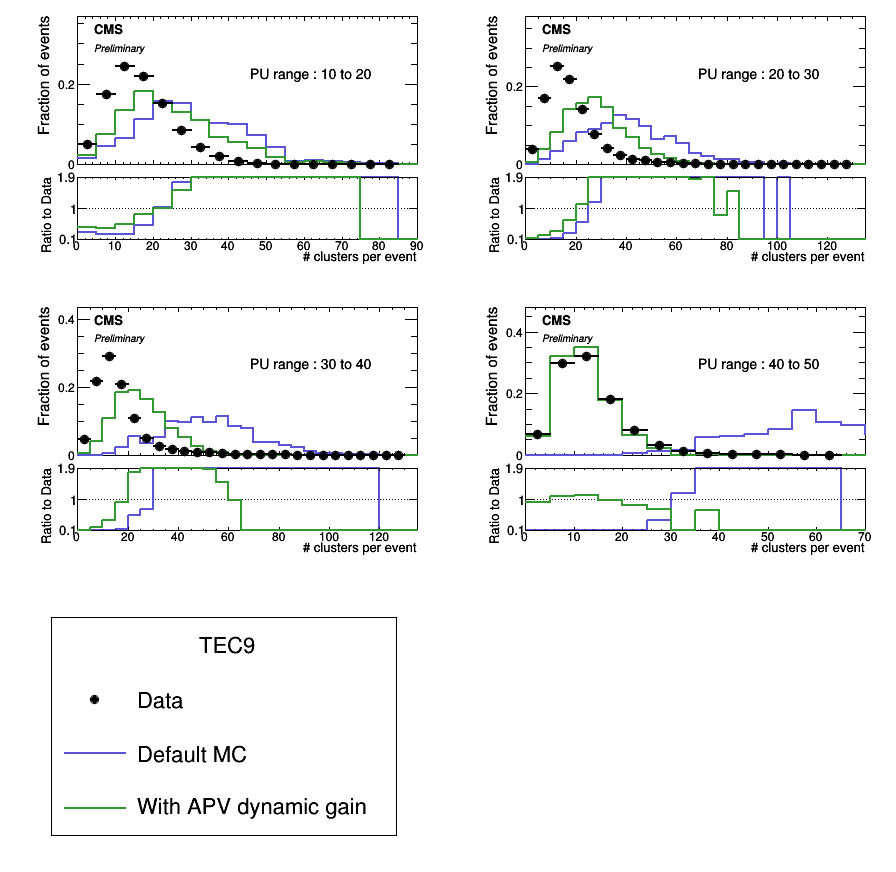 CMS
Preliminary
PU range : 10 to 20
Fraction of events
0.2
0
Ratio to Data
1.9
1
0.1
0 10 20 30 40 50 60 70 80 90
# clusters per event
CMS
Preliminary
PU range : 20 to 30
Fraction of events
0.2
0
Ratio to Data
1.9
1
0.1
0 20 40 60 80 100 120
# clusters per event
CMS
Preliminary
PU range : 30 to 40
Fraction of events
0.4
0.2
0
Ratio to Data
1.9
1
0.1
0 20 40 60 80 100 120
# clusters per event
CMS
Preliminary
PU range : 40 to 50
Fraction of events
0.4
0.2
0
Ratio to Data
1.9
1
0.1
0 10 20 30 40 50 60 70
# clusters per event
TEC9
Data
Default MC
With APV dynamic gain